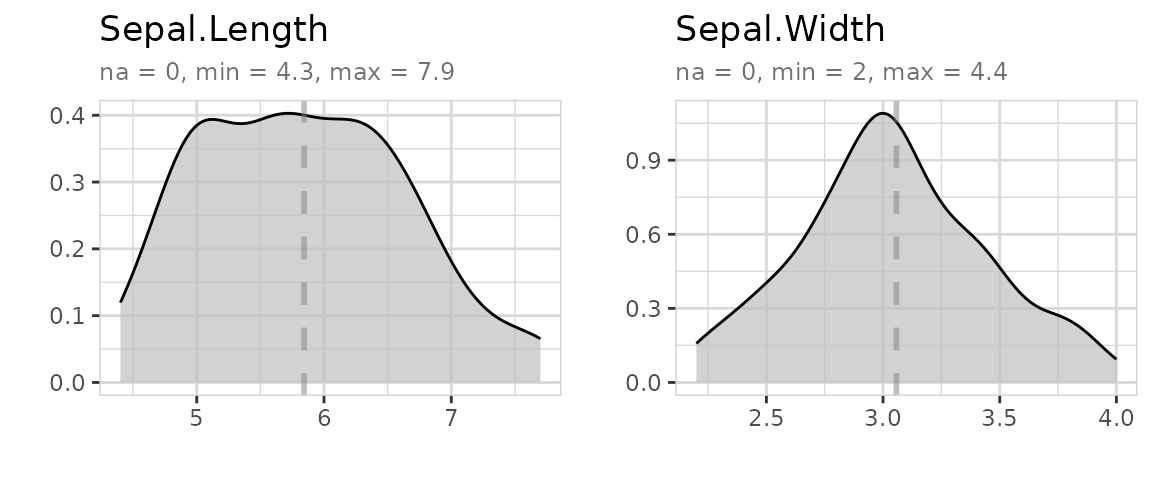 Sepal.Length
na = 0, min = 4.3, max = 7.9
0.4
0.3
0.2
0.1
0.0
5 6 7
Sepal.Width
na = 0, min = 2, max = 4.4
0.9
0.6
0.3
0.0
2.5 3.0 3.5 4.0